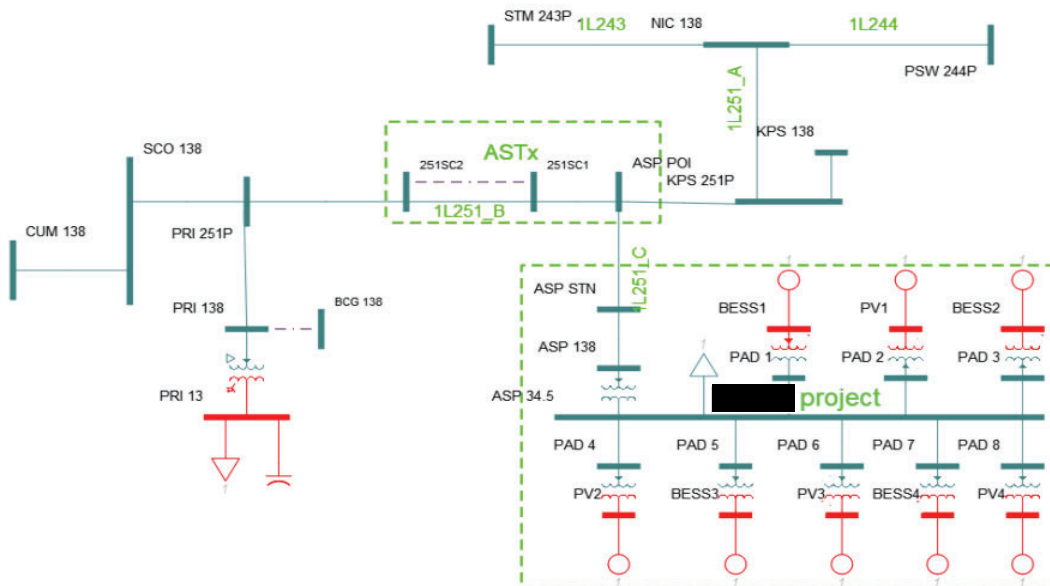 STM 243P
1L243
NIC 138
1L244
PSW 244P
1L251_A
KPS 138
SCO 138
ASTx
251SC2
251SC1
ASP POI
KPS 251P
1L251_B
CUM 138
PRI 251P
1L251_C
ASP STN
BESS1
PV1
BESS2
PRI 138
BCG 138
ASP 138
PAD 1
PAD 2
PAD 3
PRI 13
ASP 34.5
project
PAD 4
PAD 5
PAD 6
PAD 7
PAD 8
PV2
BESS3
PV3
BESS4
PV4